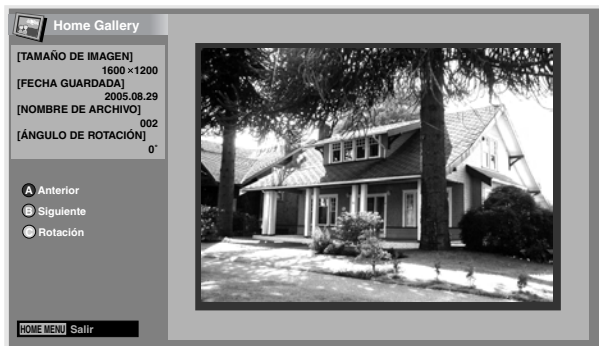 Home Gallery
[TAMAÑO DE IMAGEN]
1600×1200
[FECHA GUARDADA]
2005.08.29
[NOMBRE DE ARCHIVO]
002
[ÁNGULO DE ROTACIÓN]
0°
A Anterior
B Siguiente
C Rotación
HOME MENU Salir